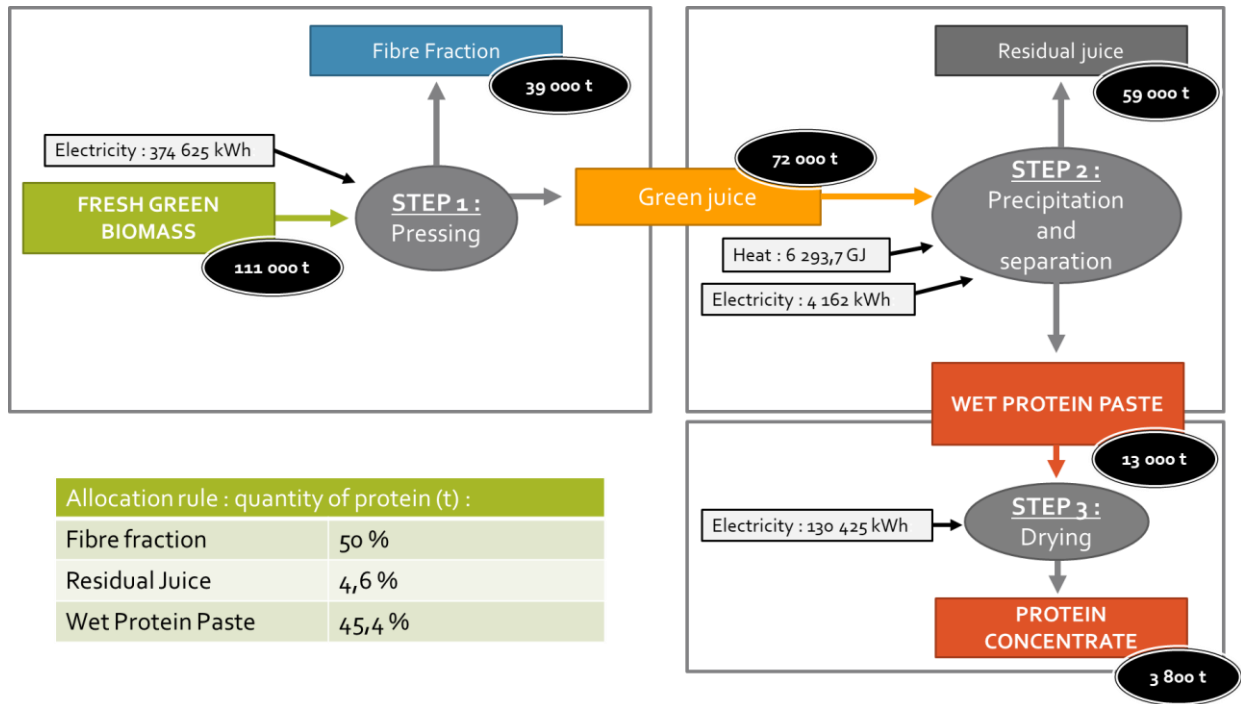 Fibre Fraction
39 000 t
Electricity : 374 625 kWh
FRESH GREEN
BIOMASS
111 000 t
STEP 1 :
Pressing
Residual juice
59 000 t
72 000 t
Green juice
STEP 2 :
Precipitation
and
separation
Heat : 6 293,7 GJ
Electricity : 4 162 kWh
WET PROTEIN PASTE
13 000 t
Electricity : 130 425 kWh
STEP 3 :
Drying
PROTEIN
CONCENTRATE
3 800 t
Allocation rule : quantity of protein (t) :
Fibre fraction 50 %
Residual Juice 4,6 %
Wet Protein Paste 45,4 %